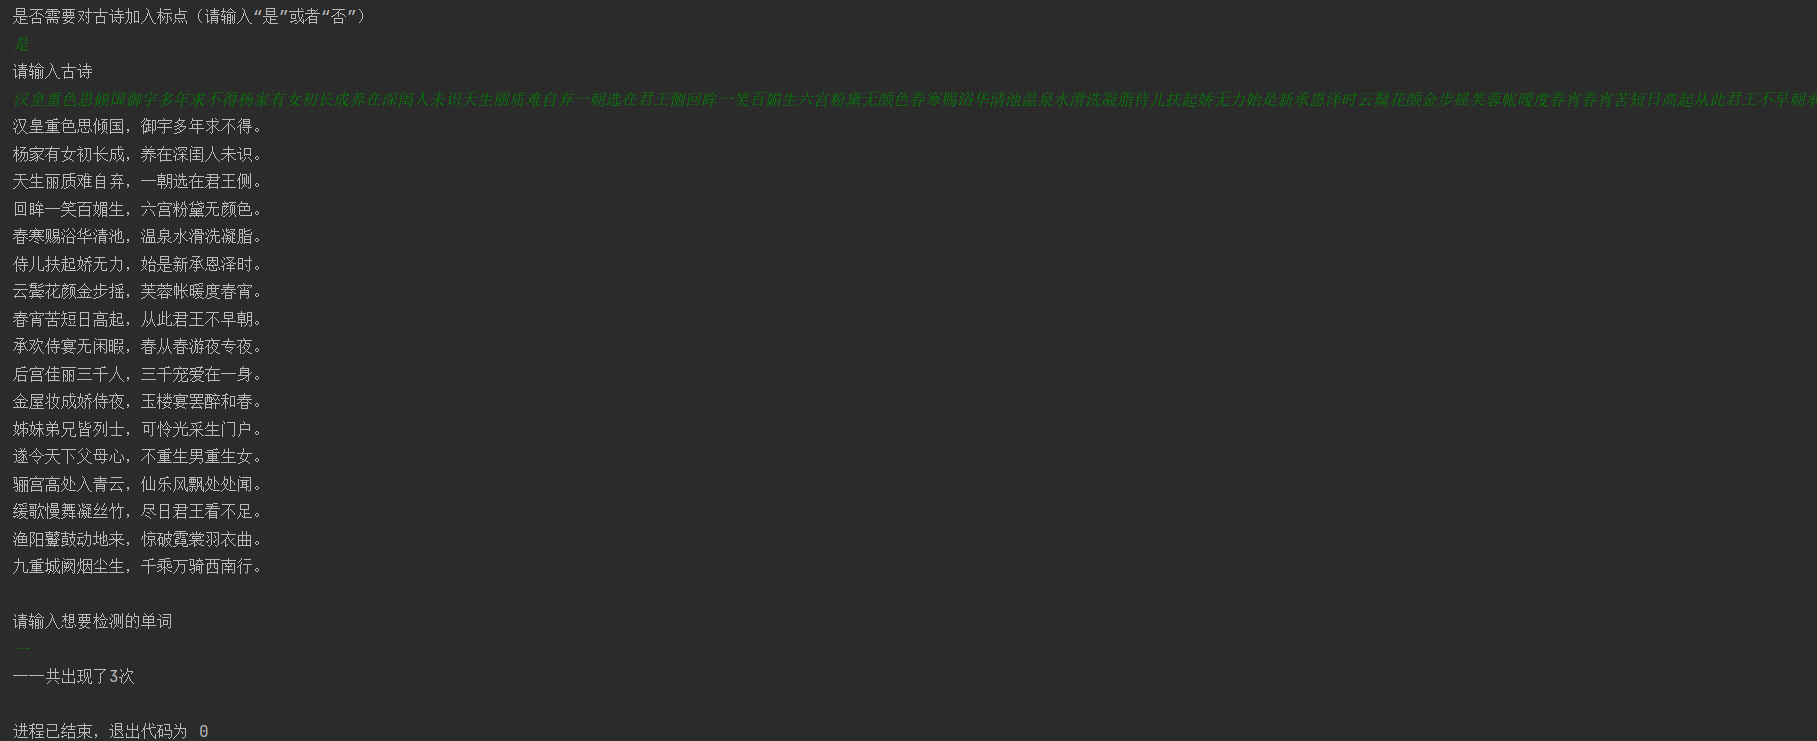 是否需要对古诗加入标点（请输入“是”或者“否”）
是
请输入古诗
汉皇重色思倾国御宇多年求不得杨家有女初长成养在深闺人未识天生丽质难自弃一朝选在君王侧回眸一笑百媚生六宫粉黛无颜色春寒赐浴华清池温泉水滑洗凝脂侍儿扶起娇无力始是新承恩泽时云鬓花颜金步摇芙蓉帐暖度春宵春宵苦短日高起从此君王不早朝承
汉皇重色思倾国，御宇多年求不得。
杨家有女初长成，养在深闺人未识。
天生丽质难自弃，一朝选在君王侧。
回眸一笑百媚生，六宫粉黛无颜色。
春寒赐浴华清池，温泉水滑洗凝脂。
侍儿扶起娇无力，始是新承恩泽时。
云鬓花颜金步摇，芙蓉帐暖度春宵。
春宵苦短日高起，从此君王不早朝。
承欢侍宴无闲暇，春从春游夜专夜。
后宫佳丽三千人，三千宠爱在一身。
金屋妆成娇侍夜，玉楼宴罢醉和春。
姊妹弟兄皆列士，可怜光采生门户。
遂令天下父母心，不重生男重生女。
骊宫高处入青云，仙乐风飘处处闻。
缓歌慢舞凝丝竹，尽日君王看不足。
渔阳鼙鼓动地来，惊破霓裳羽衣曲。
九重城阙烟尘生，千乘万骑西南行。
请输入想要检测的单词
一
一一共出现了3次
进程已结束，退出代码为 0